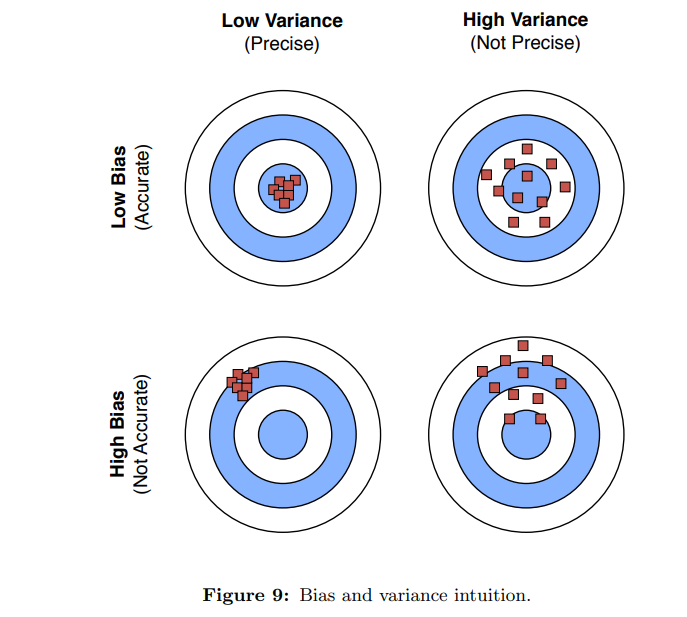 Low Variance
(Precise)
High Variance
(Not Precise)
Low Bias
(Accurate)
High Bias
(Not Accurate)
Figure 9: Bias and variance intuition.